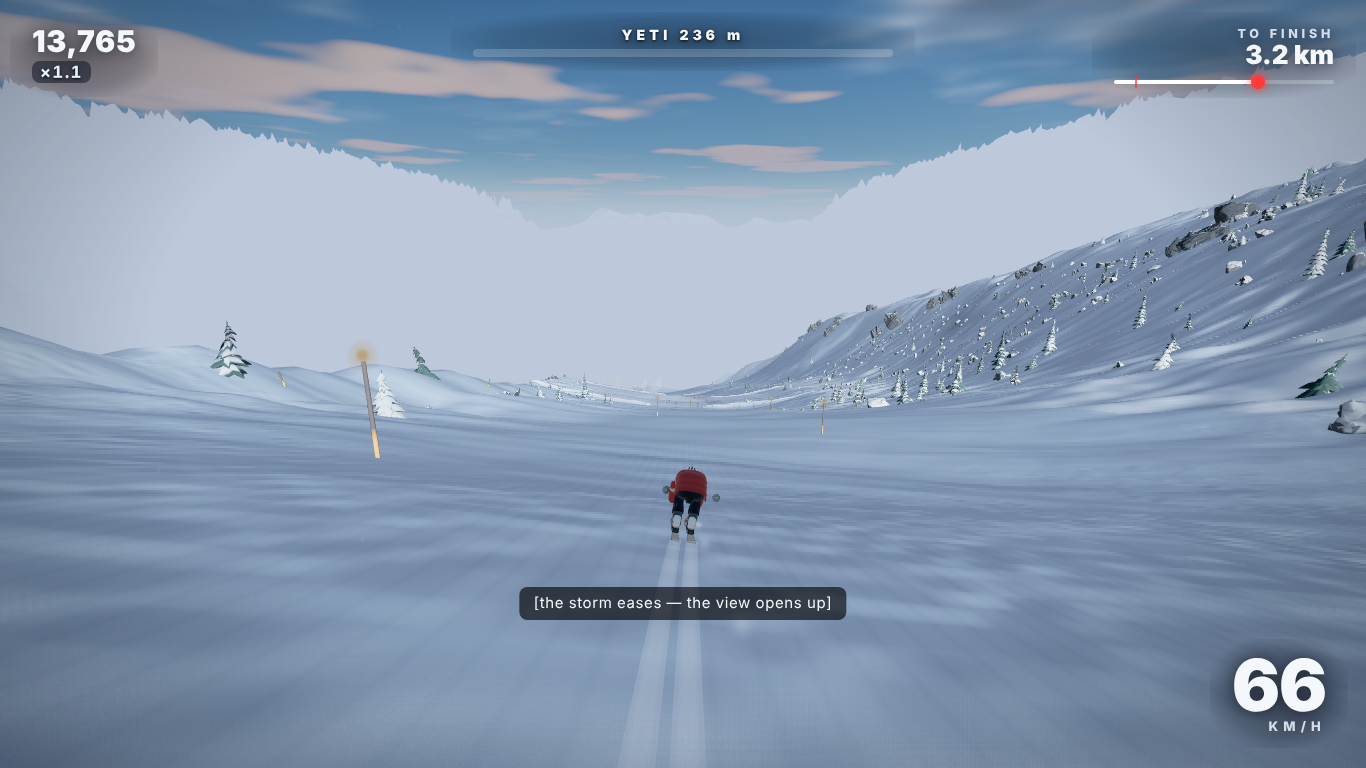 13,765
×1.1
YETI 236 m
TO FINISH
3.2 km
[the storm eases — the view opens up]
66
KM/H